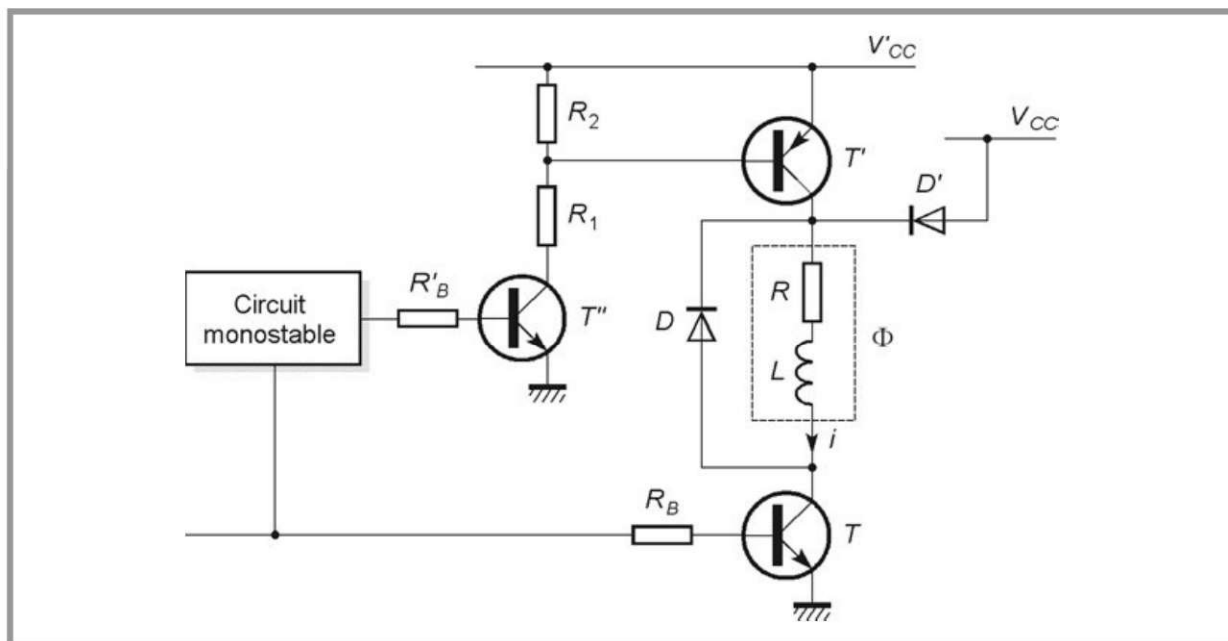 V'CC
R2
VCC
T'
D'
R1
R'B
Circuit
monostable
T"
R
D
Φ
L
i
RB
T